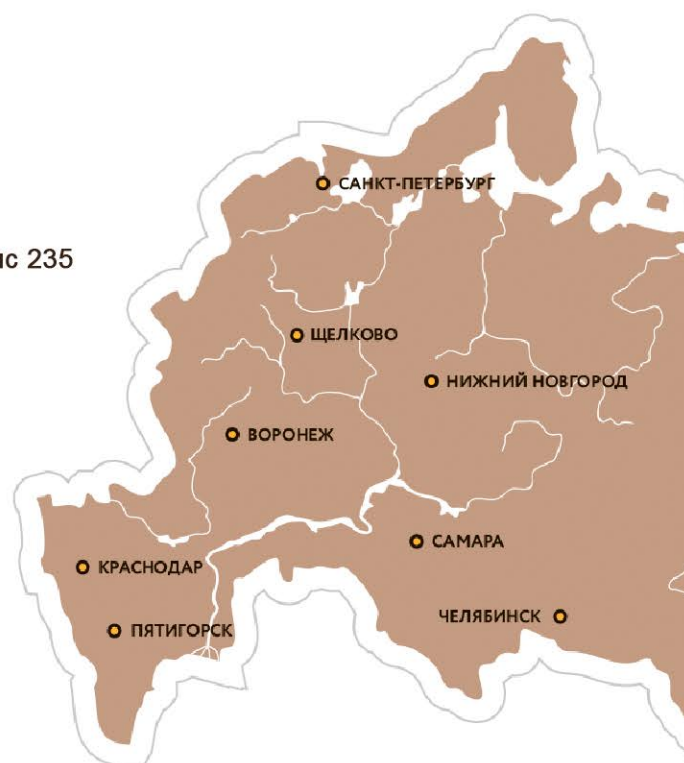 САНКТ-ПЕТЕРБУРГ
ис 235
ЩЕЛКОВО
НИЖНИЙ НОВГОРОД
ВОРОНЕЖ
САМАРА
КРАСНОДАР
ЧЕЛЯБИНСК
ПЯТИГОРСК